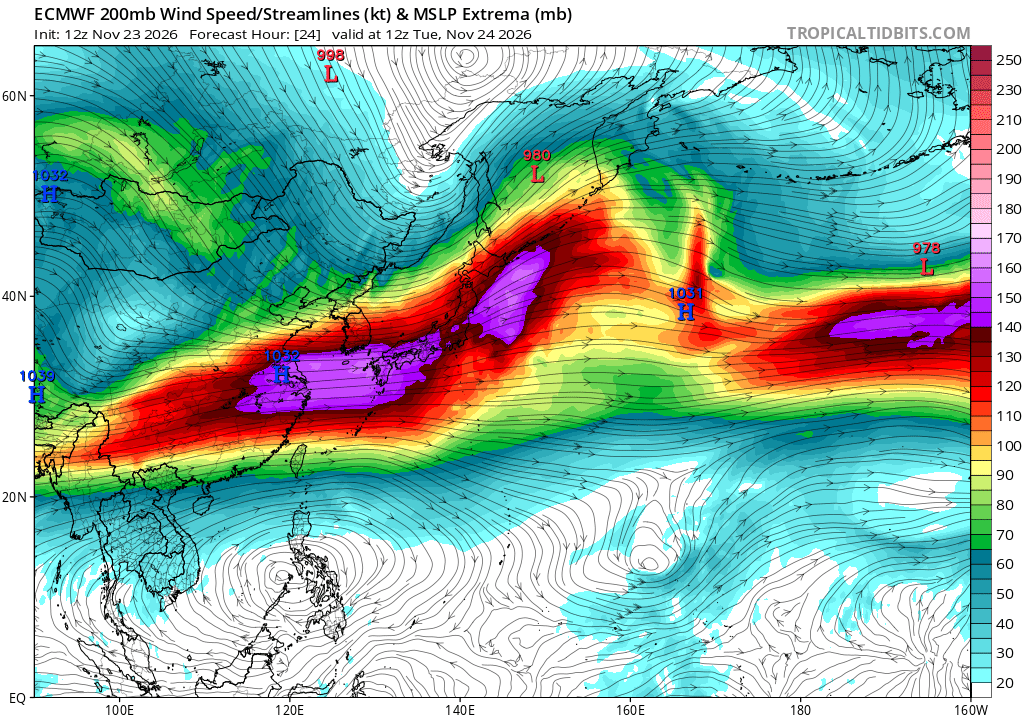 ECMWF 200mb Wind Speed/Streamlines (kt) & MSLP Extrema (mb)
Init: 12z Nov 23 2026   Forecast Hour: [24]   valid at 12z Tue, Nov 24 2026
TROPICALTIDBITS.COM
998
L
250
60N
230
210
980
L
200
1032
H
190
180
170
978
L
160
40N
1031
H
150
140
130
1032
H
120
1039
H
110
100
90
20N
80
70
60
50
40
30
20
EQ
100E
120E
140E
160E
180
160W